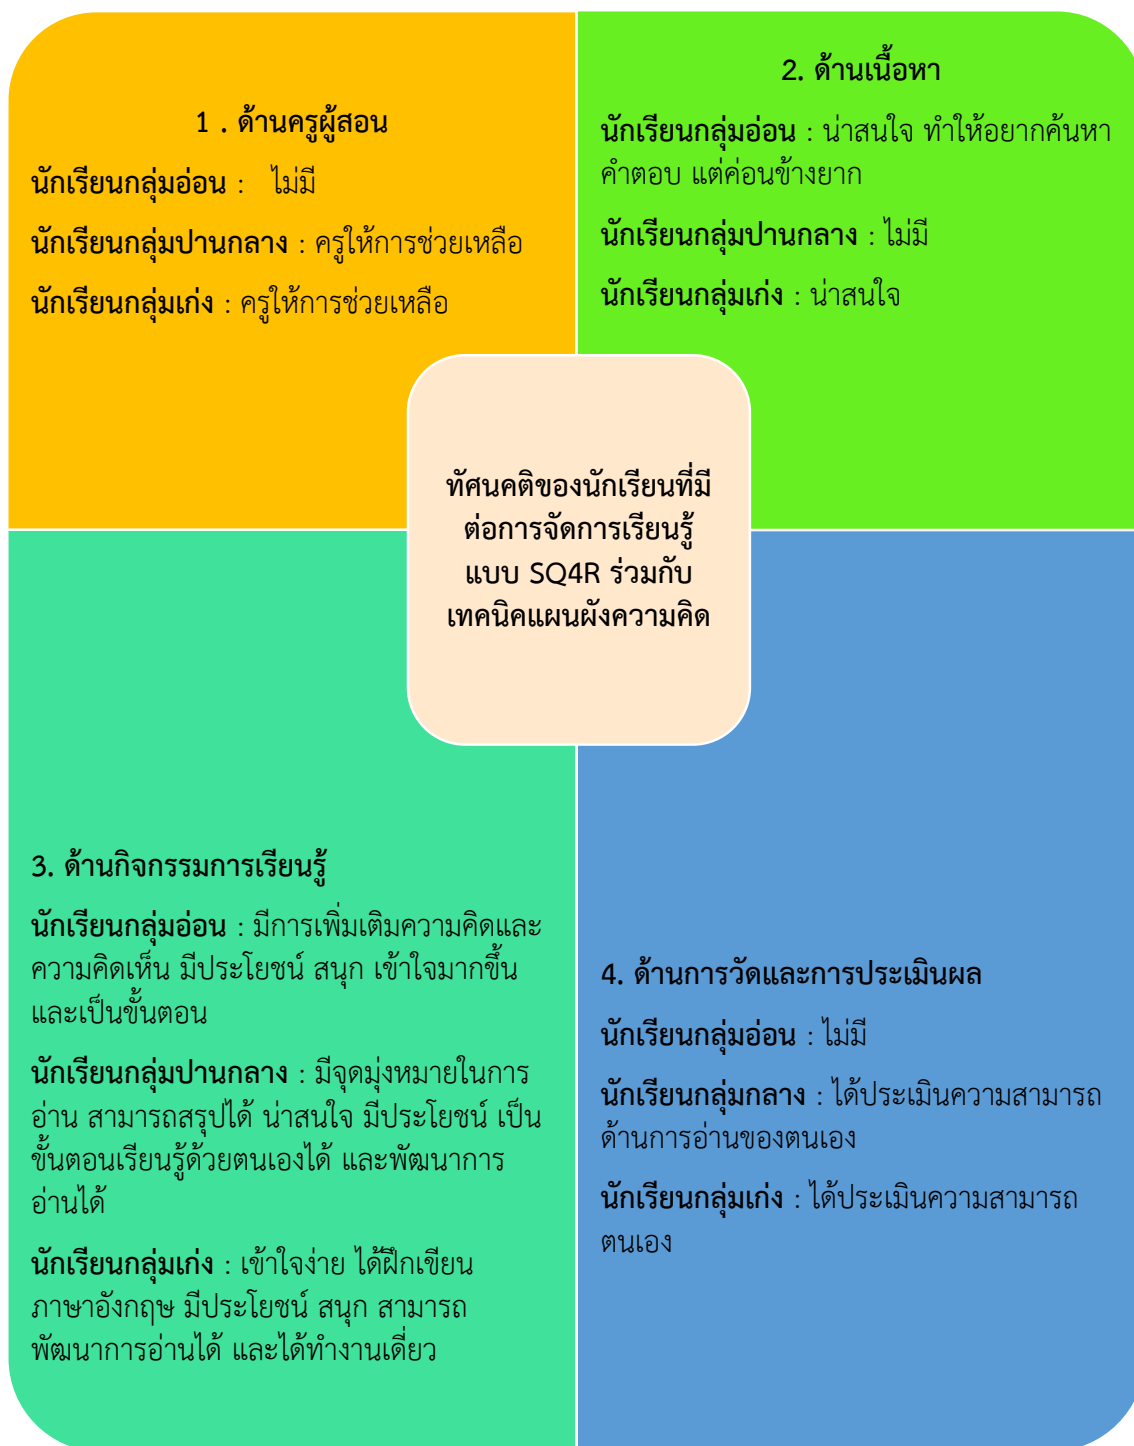 1 . ด้านครูผู้สอน
นักเรียนกลุ่มอ่อน : ไม่มี
นักเรียนกลุ่มปานกลาง : ครูให้การช่วยเหลือ
นักเรียนกลุ่มเก่ง : ครูให้การช่วยเหลือ
2. ด้านเนื้อหา
นักเรียนกลุ่มอ่อน : น่าสนใจ ทำให้อยากค้นหา
คำตอบ แต่ค่อนข้างยาก
นักเรียนกลุ่มปานกลาง : ไม่มี
นักเรียนกลุ่มเก่ง : น่าสนใจ
ทัศนคติของนักเรียนที่มี
ต่อการจัดการเรียนรู้
แบบ SQ4R ร่วมกับ
เทคนิคแผนผังความคิด
3. ด้านกิจกรรมการเรียนรู้
นักเรียนกลุ่มอ่อน : มีการเพิ่มเติมความคิดและ
ความคิดเห็น มีประโยชน์ สนุก เข้าใจมากขึ้น
และเป็นขั้นตอน
นักเรียนกลุ่มปานกลาง : มีจุดมุ่งหมายในการ
อ่าน สามารถสรุปได้ น่าสนใจ มีประโยชน์ เป็น
ขั้นตอนเรียนรู้ด้วยตนเองได้ และพัฒนาการ
อ่านได้
นักเรียนกลุ่มเก่ง : เข้าใจง่าย ได้ฝึกเขียน
ภาษาอังกฤษ มีประโยชน์ สนุก สามารถ
พัฒนาการอ่านได้ และได้ทำงานเดี่ยว
4. ด้านการวัดและการประเมินผล
นักเรียนกลุ่มอ่อน : ไม่มี
นักเรียนกลุ่มกลาง : ได้ประเมินความสามารถ
ด้านการอ่านของตนเอง
นักเรียนกลุ่มเก่ง : ได้ประเมินความสามารถ
ตนเอง